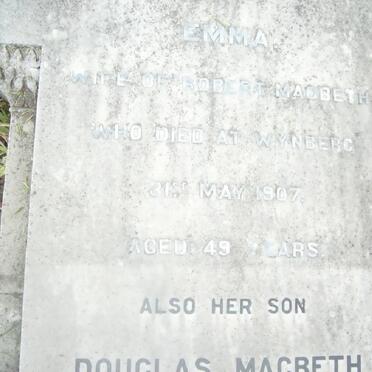 EMMA
WIFE OF ROBERT MACBETH
WHO DIED AT WYNBERG
31ST MAY 1907.
AGED 49 YEARS.
ALSO HER SON
DOUGLAS MACBETH